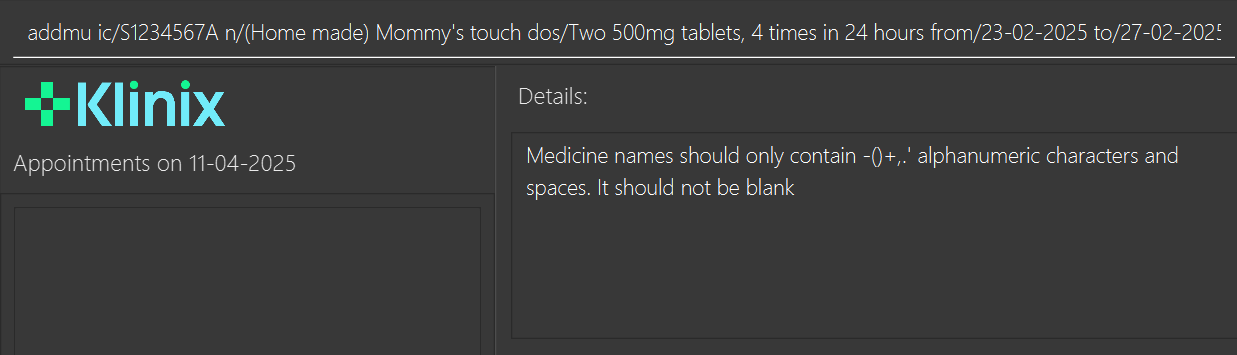 addmu ic/S1234567A n/(Home made) Mommy's touch dos/Two 500mg tablets, 4 times in 24 hours from/23-02-2025 to/27-02-2025
Klinix
Details:
Appointments on 11-04-2025
Medicine names should only contain -()+,.' alphanumeric characters and
spaces. It should not be blank